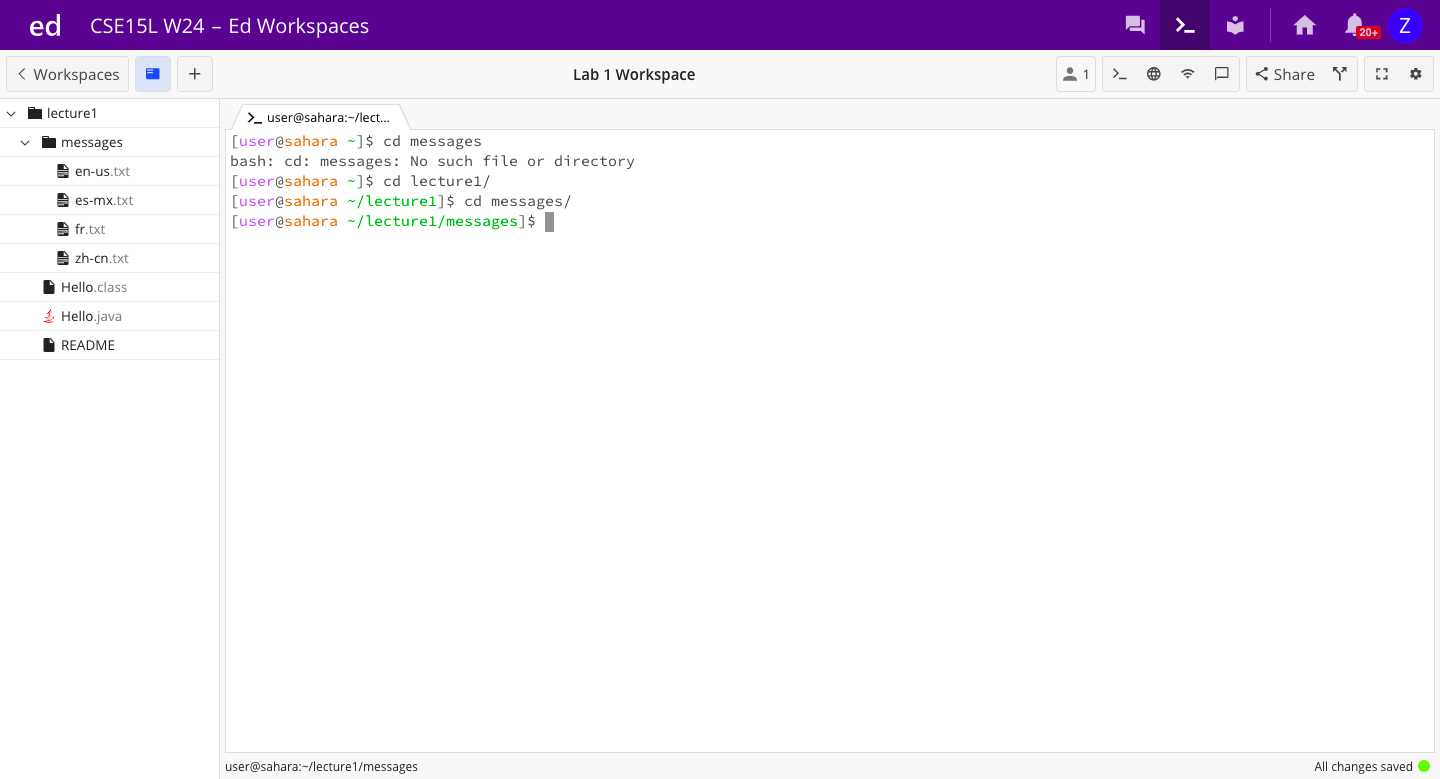 ed CSE15L W24 – Ed Workspaces 20+ Z
Workspaces Lab 1 Workspace 1 Share
lecture1
messages
en-us.txt
es-mx.txt
fr.txt
zh-cn.txt
Hello.class
Hello.java
README
user@sahara:~/lect...
[user@sahara ~]$ cd messages
bash: cd: messages: No such file or directory
[user@sahara ~]$ cd lecture1/
[user@sahara ~/lecture1]$ cd messages/
[user@sahara ~/lecture1/messages]$
user@sahara:~/lecture1/messages All changes saved